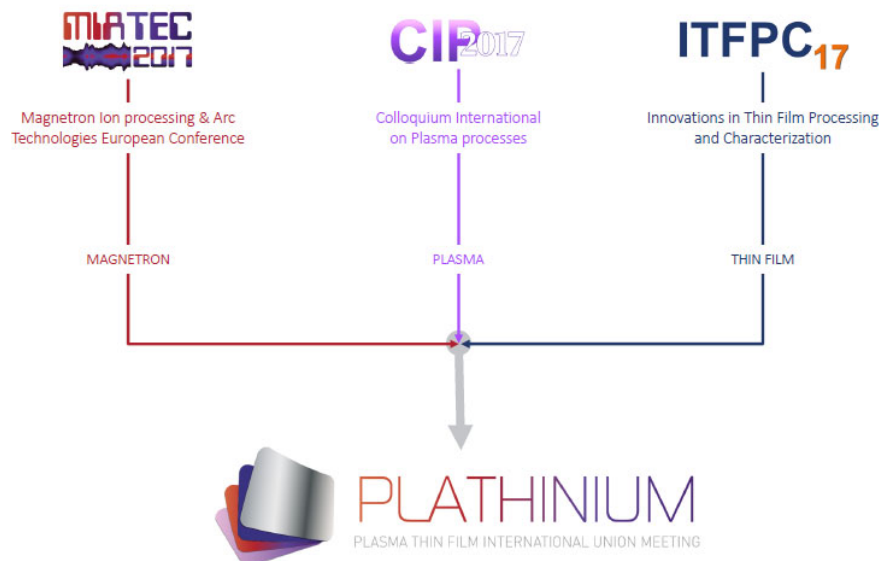 MIATEC
2017
CIP2017
ITFPC17
Magnetron Ion processing & Arc
Technologies European Conference
Colloquium International
on Plasma processes
Innovations in Thin Film Processing
and Characterization
MAGNETRON
PLASMA
THIN FILM
PLATHINIUM
PLASMA THIN FILM INTERNATIONAL UNION MEETING